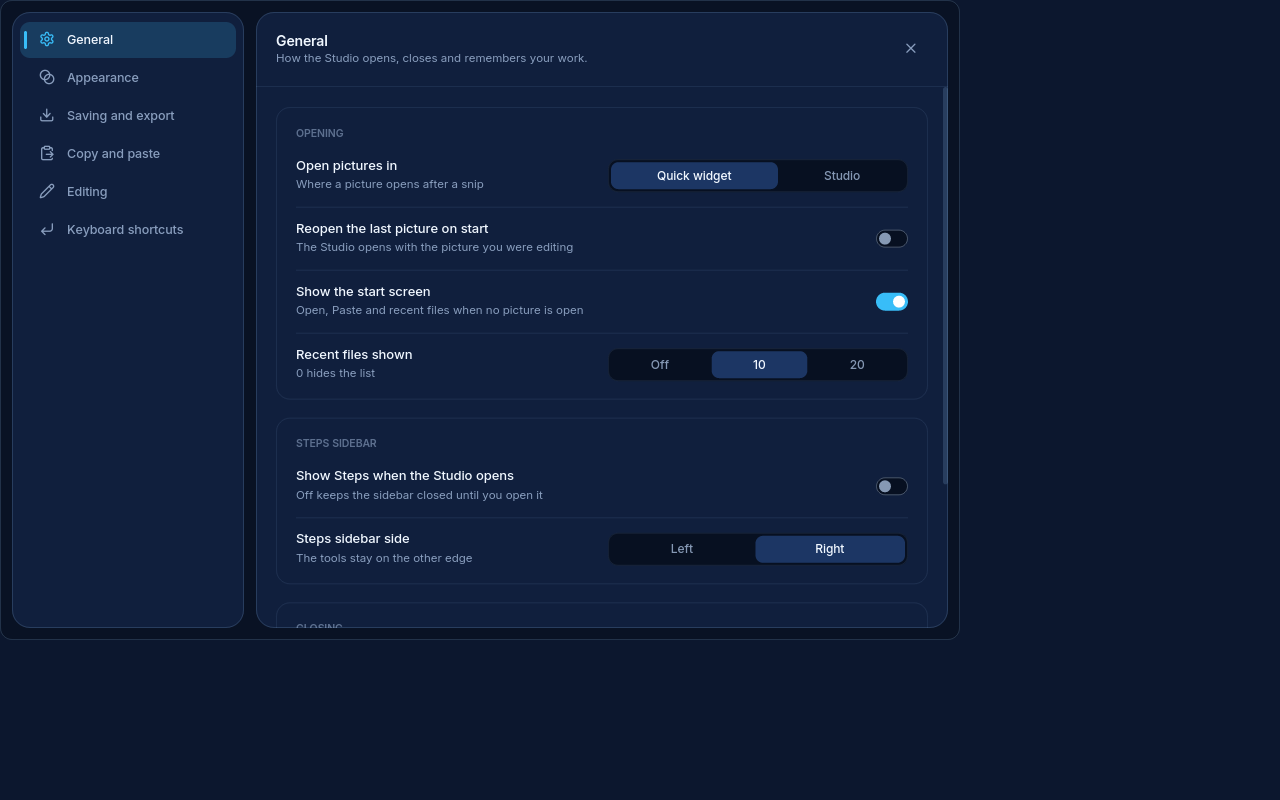 General
Appearance
Saving and export
Copy and paste
Editing
Keyboard shortcuts
General
How the Studio opens, closes and remembers your work.
OPENING
Open pictures in
Where a picture opens after a snip
Quick widget
Studio
Reopen the last picture on start
The Studio opens with the picture you were editing
Show the start screen
Open, Paste and recent files when no picture is open
Recent files shown
0 hides the list
Off
10
20
STEPS SIDEBAR
Show Steps when the Studio opens
Off keeps the sidebar closed until you open it
Steps sidebar side
The tools stay on the other edge
Left
Right
CLOSING